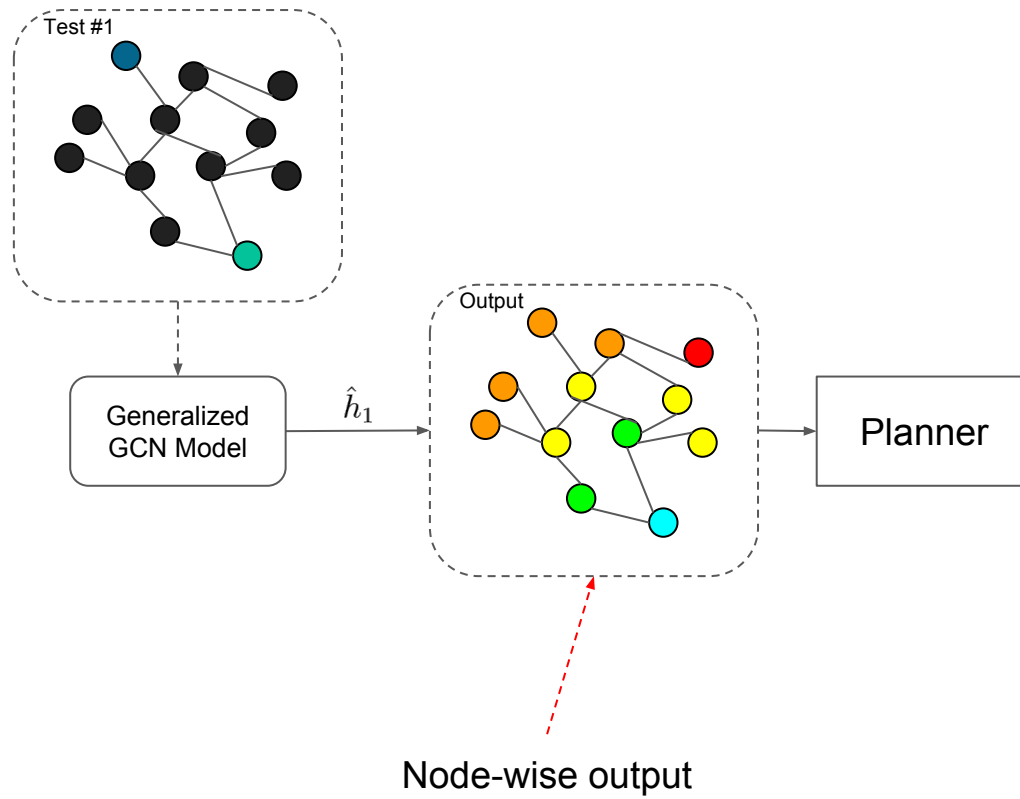 Test #1
Generalized
GCN Model
ĥ₁
Output
Planner
Node-wise output